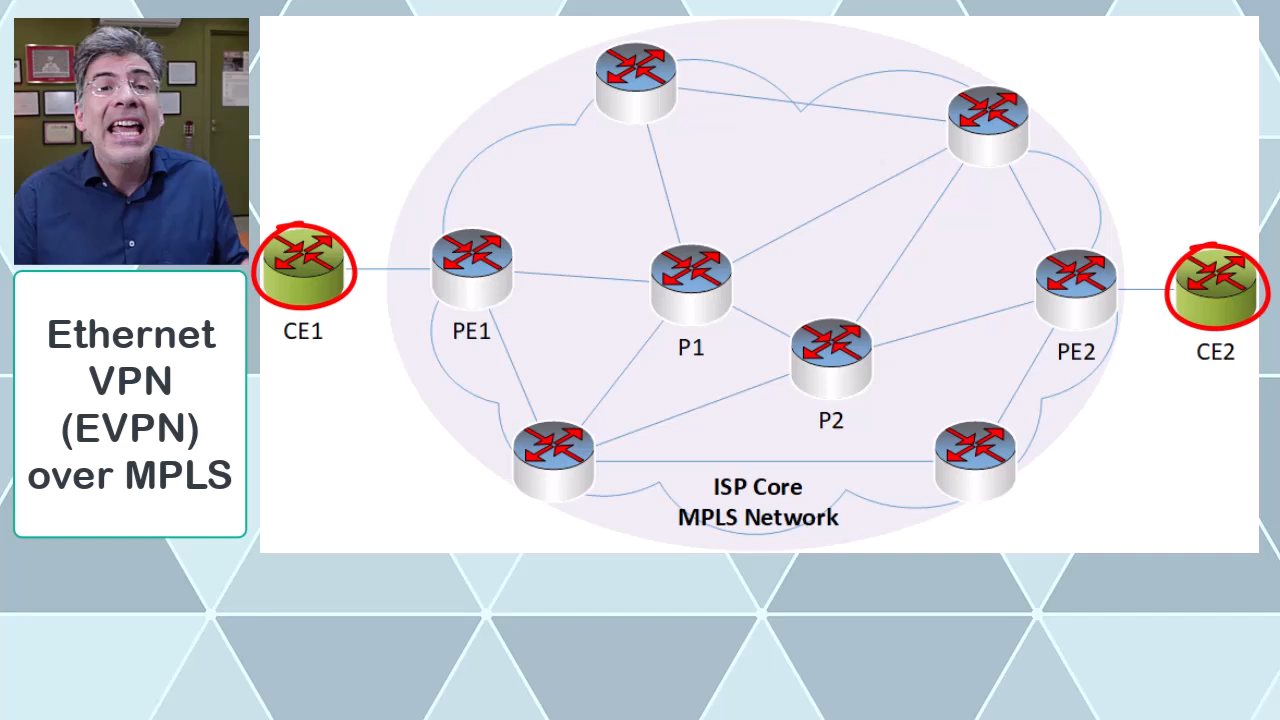 Ethernet
VPN
(EVPN)
over MPLS
CE1
PE1
P1
P2
PE2
CE2
ISP Core
MPLS Network